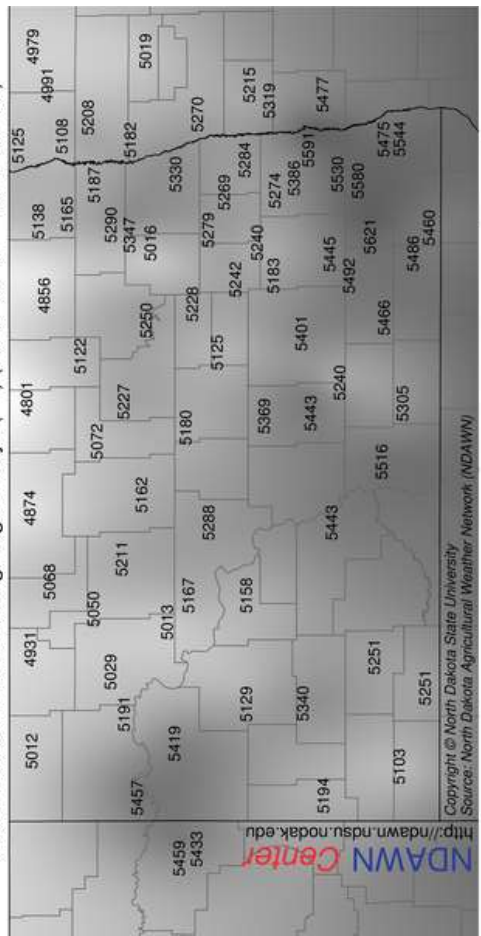 5012 4931 4874 4801 4856 5138 5125 4979
5068 5165 5108 4991
5050 5072 5122 5187 5208
5029 5191 5211 5227 5290 5347 5182
5457 5162 5250 5016 5019
5419 5013 5330
5459 5433 5167 5180 5228 5270
5288 5125 5279 5269
5129 5158 5242 5240 5284 5215
5369 5183 5274 5319
5340 5443 5401 5386 5591
5194 5443 5240 5445 5530 5477
5492 5580
5251 5516 5466 5621 5475
5103 5305 5544
5251 5486 5460
NDAWN Center
http://ndawn.ndsu.nodak.edu
Copyright © North Dakota State University
Source: North Dakota Agricultural Weather Network (NDAWN)